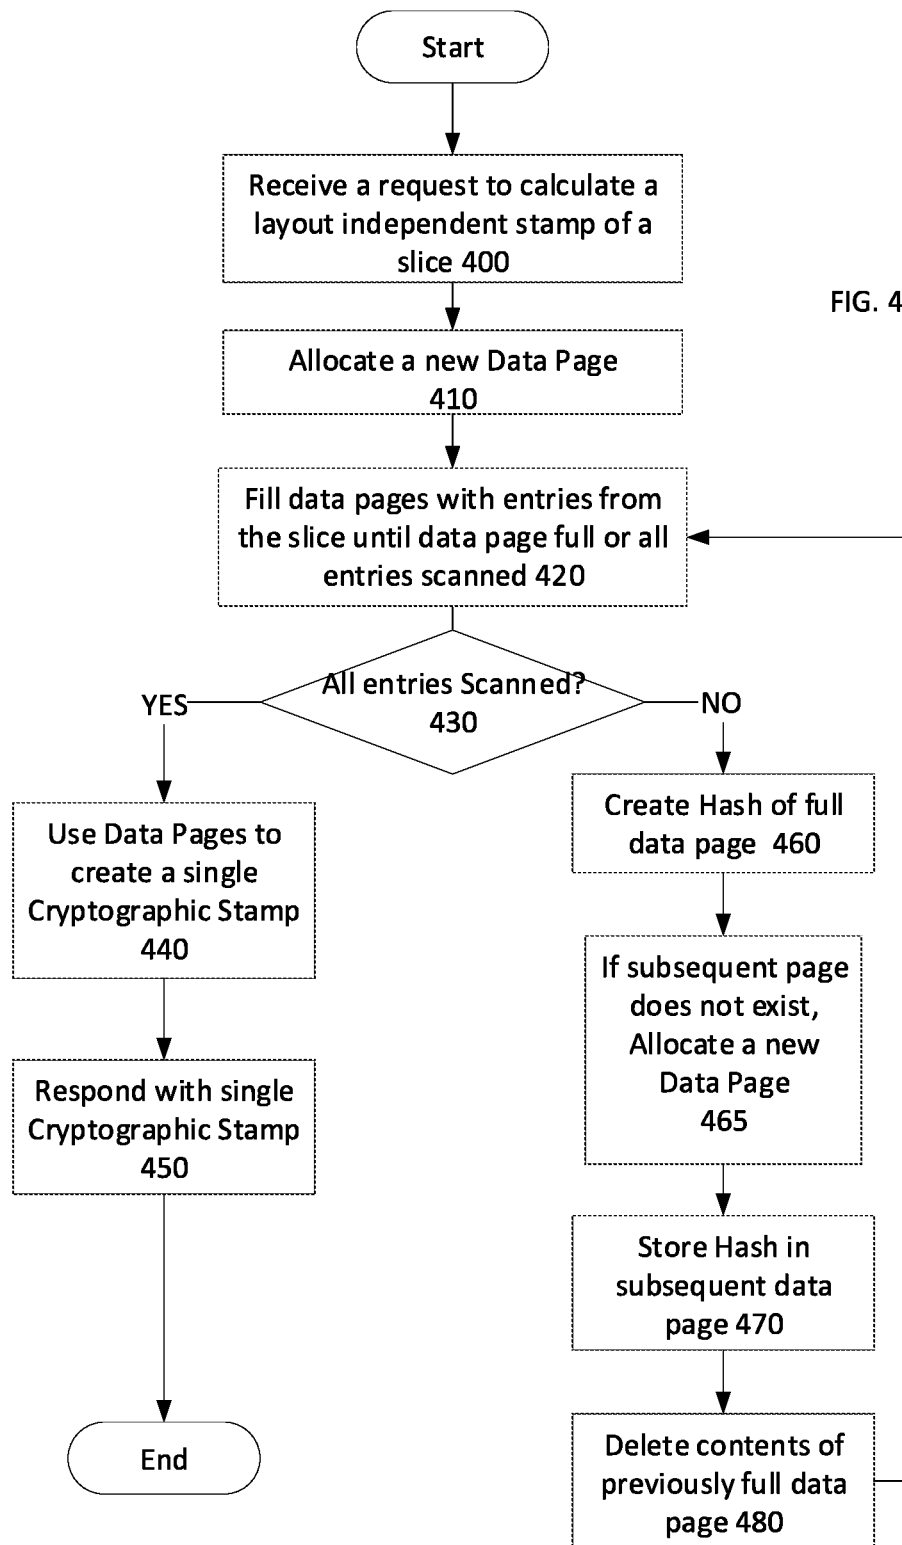 Start
Receive a request to calculate a
layout independent stamp of a
slice 400
FIG. 4
Allocate a new Data Page
410
Fill data pages with entries from
the slice until data page full or all
entries scanned 420
All entries Scanned?
430
YES
NO
Use Data Pages to
create a single
Cryptographic Stamp
440
Respond with single
Cryptographic Stamp
450
End
Create Hash of full
data page 460
If subsequent page
does not exist,
Allocate a new
Data Page
465
Store Hash in
subsequent data
page 470
Delete contents of
previously full data
page 480